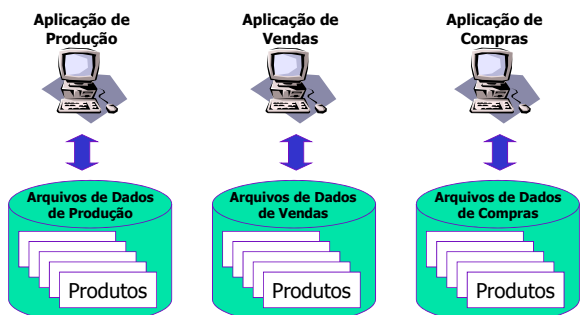 Aplicação de
Produção
Aplicação de
Vendas
Aplicação de
Compras
Arquivos de Dados
de Produção
Arquivos de Dados
de Vendas
Arquivos de Dados
de Compras
Produtos
Produtos
Produtos